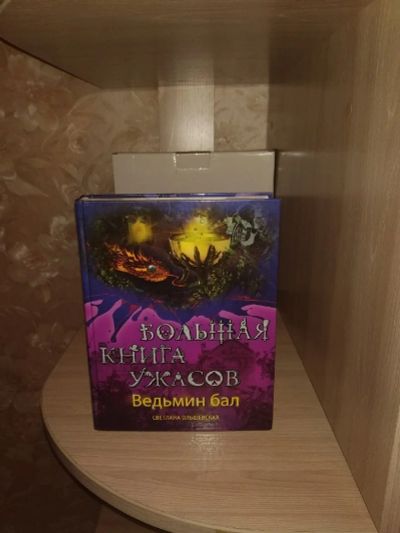 БОЛЬШАЯ
КНИГА
УЖАСОВ
Ведьмин бал
СВЕТЛАНА ОЛЬШЕВСКАЯ